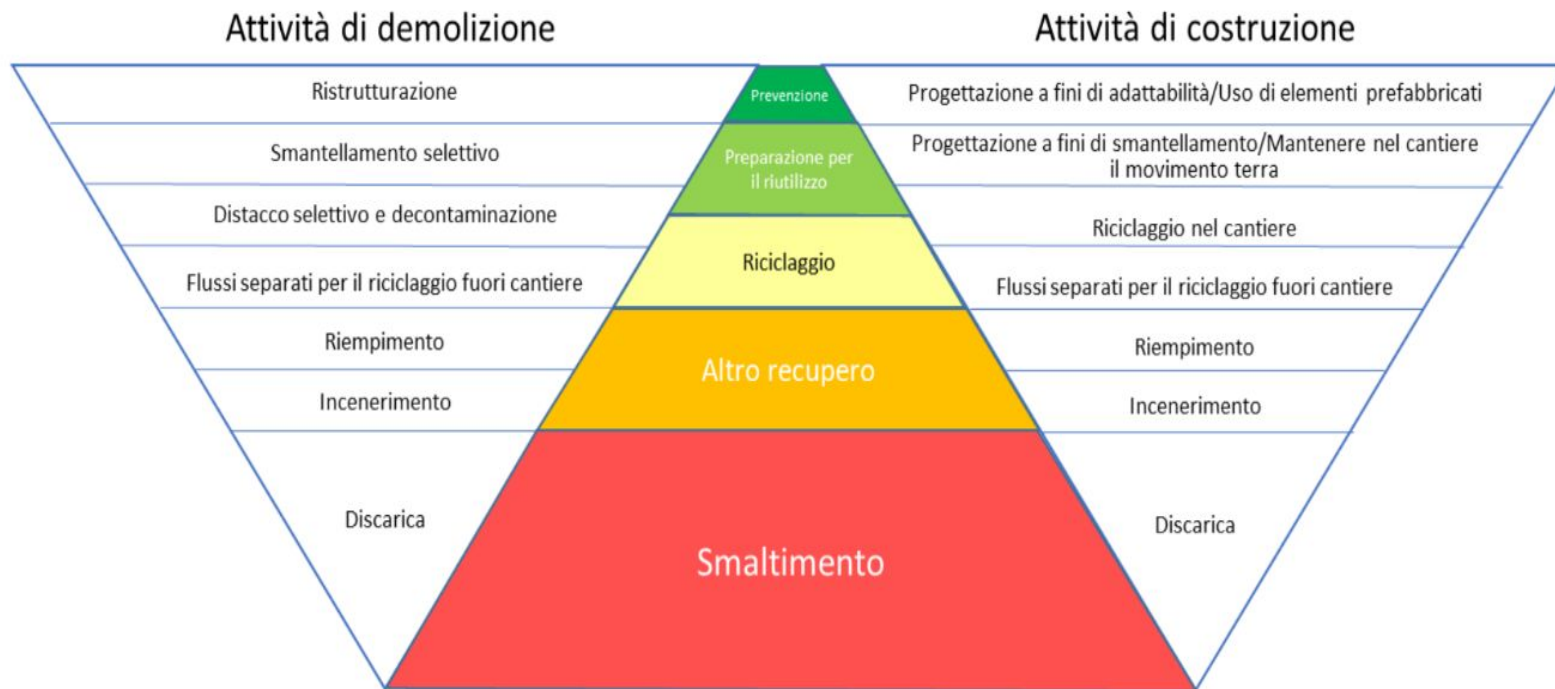 Attività di demolizione
Attività di costruzione
Ristrutturazione
Prevenzione
Progettazione a fini di adattabilità/Uso di elementi prefabbricati
Smantellamento selettivo
Preparazione per
il riutilizzo
Progettazione a fini di smantellamento/Mantenere nel cantiere
il movimento terra
Distacco selettivo e decontaminazione
Riciclaggio
Riciclaggio nel cantiere
Flussi separati per il riciclaggio fuori cantiere
Flussi separati per il riciclaggio fuori cantiere
Riempimento
Altro recupero
Riempimento
Incenerimento
Incenerimento
Discarica
Smaltimento
Discarica